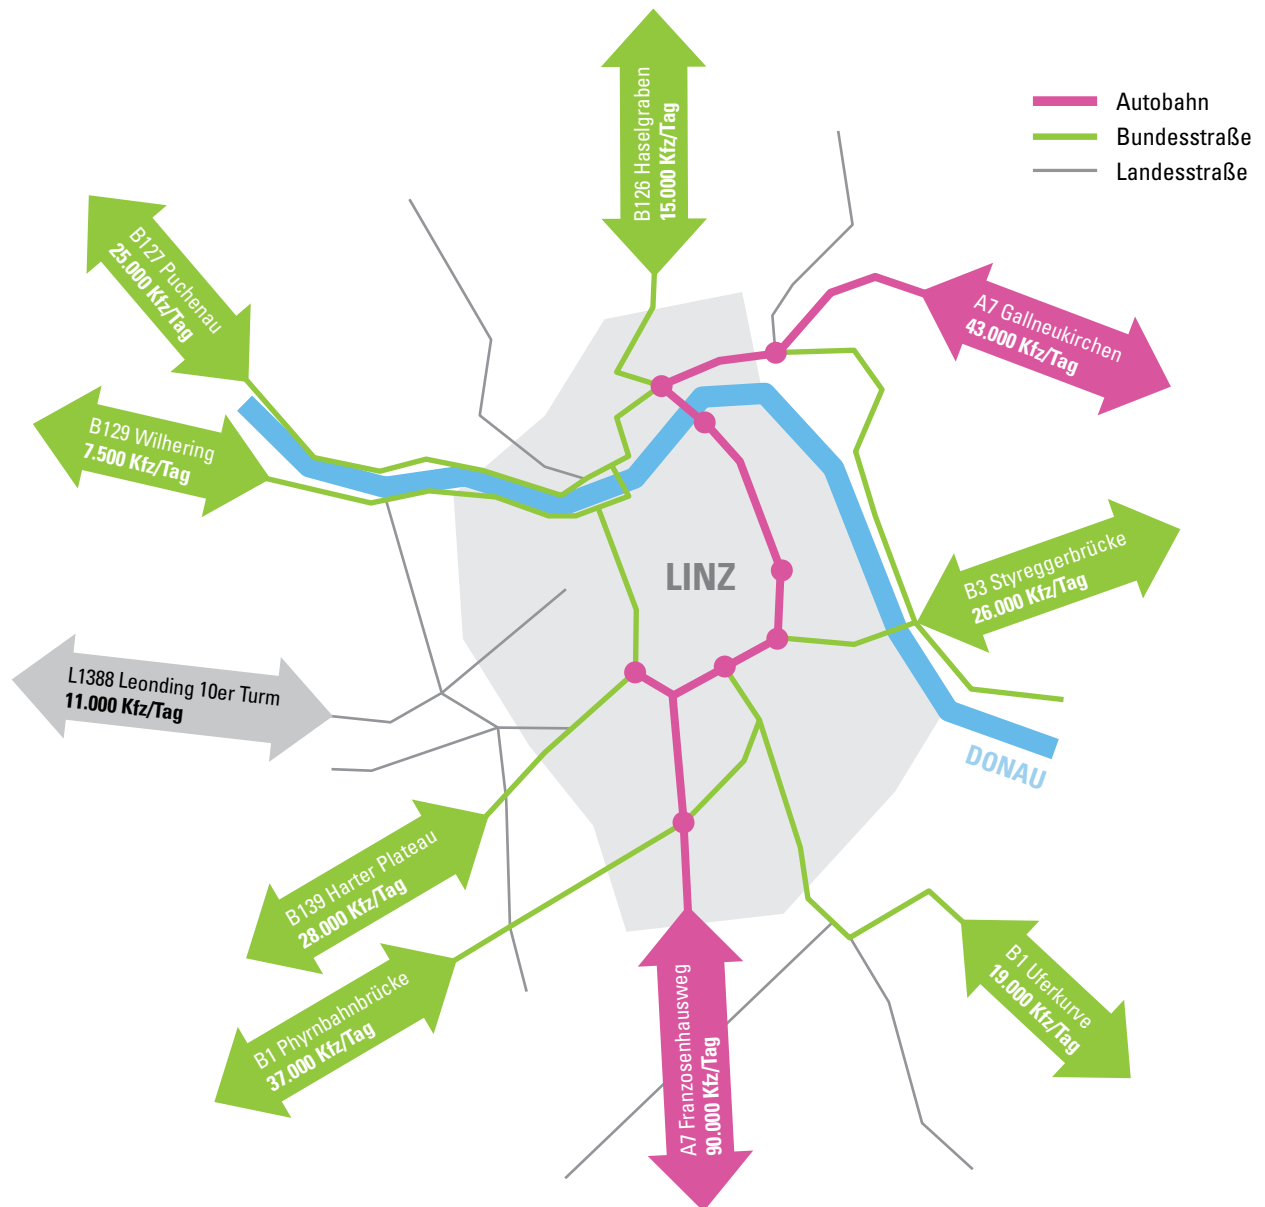 Autobahn
Bundesstraße
Landesstraße
B126 Haselgraben
15.000 Kfz/Tag
B127 Puchenau
25.000 Kfz/Tag
A7 Gallneukirchen
43.000 Kfz/Tag
B129 Wilhering
7.500 Kfz/Tag
LINZ
B3 Styreggerbrücke
26.000 Kfz/Tag
L1388 Leonding 10er Turm
11.000 Kfz/Tag
DONAU
B139 Harter Plateau
28.000 Kfz/Tag
B1 Phyrnbahnbrücke
37.000 Kfz/Tag
A7 Franzosenhausweg
90.000 Kfz/Tag
B1 Uferkurve
19.000 Kfz/Tag